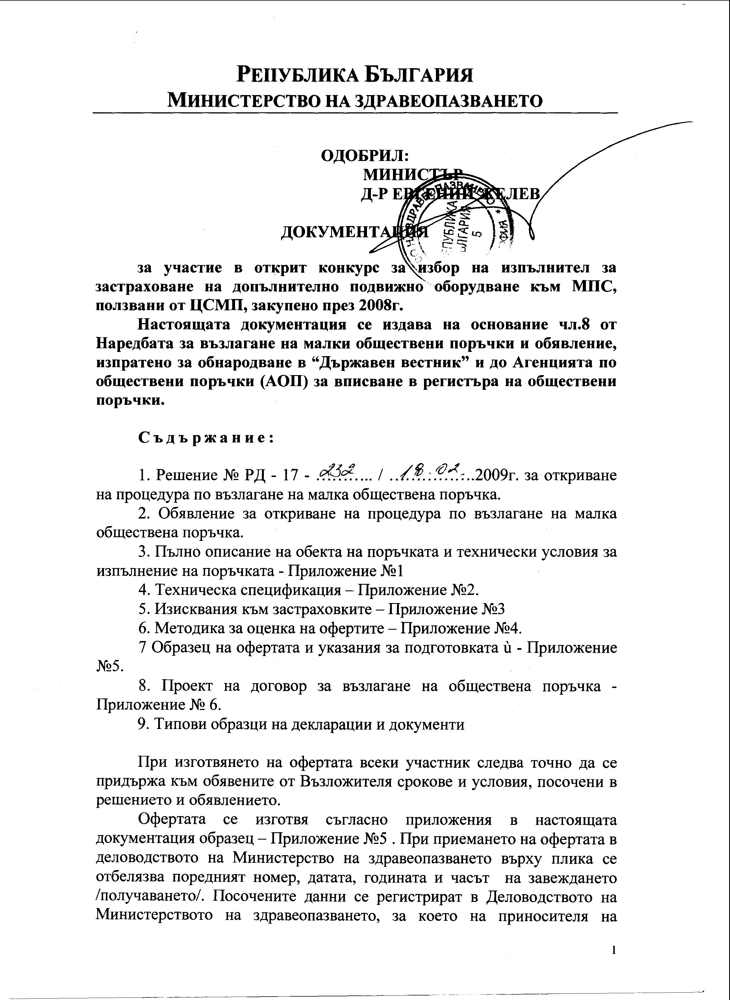 РЕПУБЛИКА БЪЛГАРИЯ
МИНИСТЕРСТВО НА ЗДРАВЕОПАЗВАНЕТО
ОДОБРИЛ:
МИНИСТЪР
Д-Р ЕВГЕНИЙ ЖЕЛЕВ
ДОКУМЕНТАЦИЯ
за участие в открит конкурс за избор на изпълнител за
застраховане на допълнително подвижно оборудване към МПС,
ползвани от ЦСМП, закупено през 2008г.
Настоящата документация се издава на основание чл.8 от
Наредбата за възлагане на малки обществени поръчки и обявление,
изпратено за обнародване в “Държавен вестник” и до Агенцията по
обществени поръчки (АОП) за вписване в регистъра на обществени
поръчки.
Съдържание:
1. Решение № РД - 17 - 232 / 18.02.2009г. за откриване
на процедура по възлагане на малка обществена поръчка.
2. Обявление за откриване на процедура по възлагане на малка
обществена поръчка.
3. Пълно описание на обекта на поръчката и технически условия за
изпълнение на поръчката - Приложение №1
4. Техническа спецификация – Приложение №2.
5. Изисквания към застраховките – Приложение №3
6. Методика за оценка на офертите – Приложение №4.
7 Образец на офертата и указания за подготовката ù - Приложение
№5.
8. Проект на договор за възлагане на обществена поръчка -
Приложение № 6.
9. Типови образци на декларации и документи
При изготвянето на офертата всеки участник следва точно да се
придържа към обявените от Възложителя срокове и условия, посочени в
решението и обявлението.
Офертата се изготвя съгласно приложения в настоящата
документация образец – Приложение №5 . При приемането на офертата в
деловодството на Министерство на здравеопазването върху плика се
отбелязва поредният номер, датата, годината и часът на завеждането
/получаването/. Посочените данни се регистрират в Деловодството на
Министерството на здравеопазването, за което на приносителя на
1